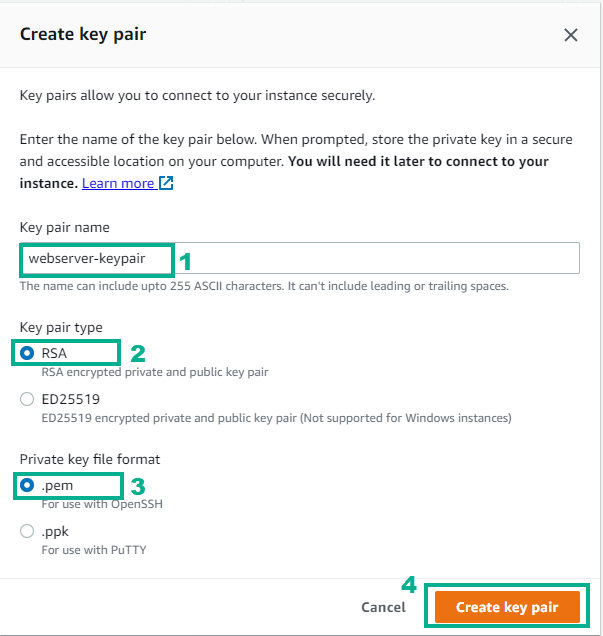 Create key pair
Key pairs allow you to connect to your instance securely.
Enter the name of the key pair below. When prompted, store the private key in a secure
and accessible location on your computer. You will need it later to connect to your
instance. Learn more
Key pair name
webserver-keypair 1
The name can include upto 255 ASCII characters. It can't include leading or trailing spaces.
Key pair type
RSA 2
RSA encrypted private and public key pair
ED25519
ED25519 encrypted private and public key pair (Not supported for Windows instances)
Private key file format
.pem 3
For use with OpenSSH
.ppk
For use with PuTTY
4
Cancel Create key pair